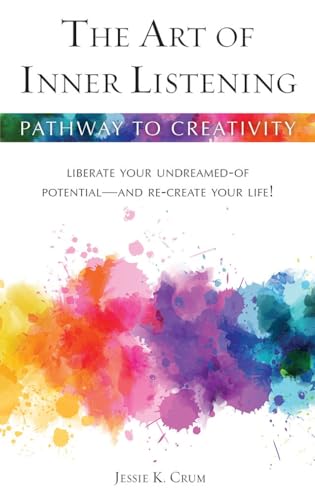 The Art of
Inner Listening
PATHWAY TO CREATIVITY
LIBERATE YOUR UNDREAMED-OF
POTENTIAL—AND RE-CREATE YOUR LIFE!
Jessie K. Crum